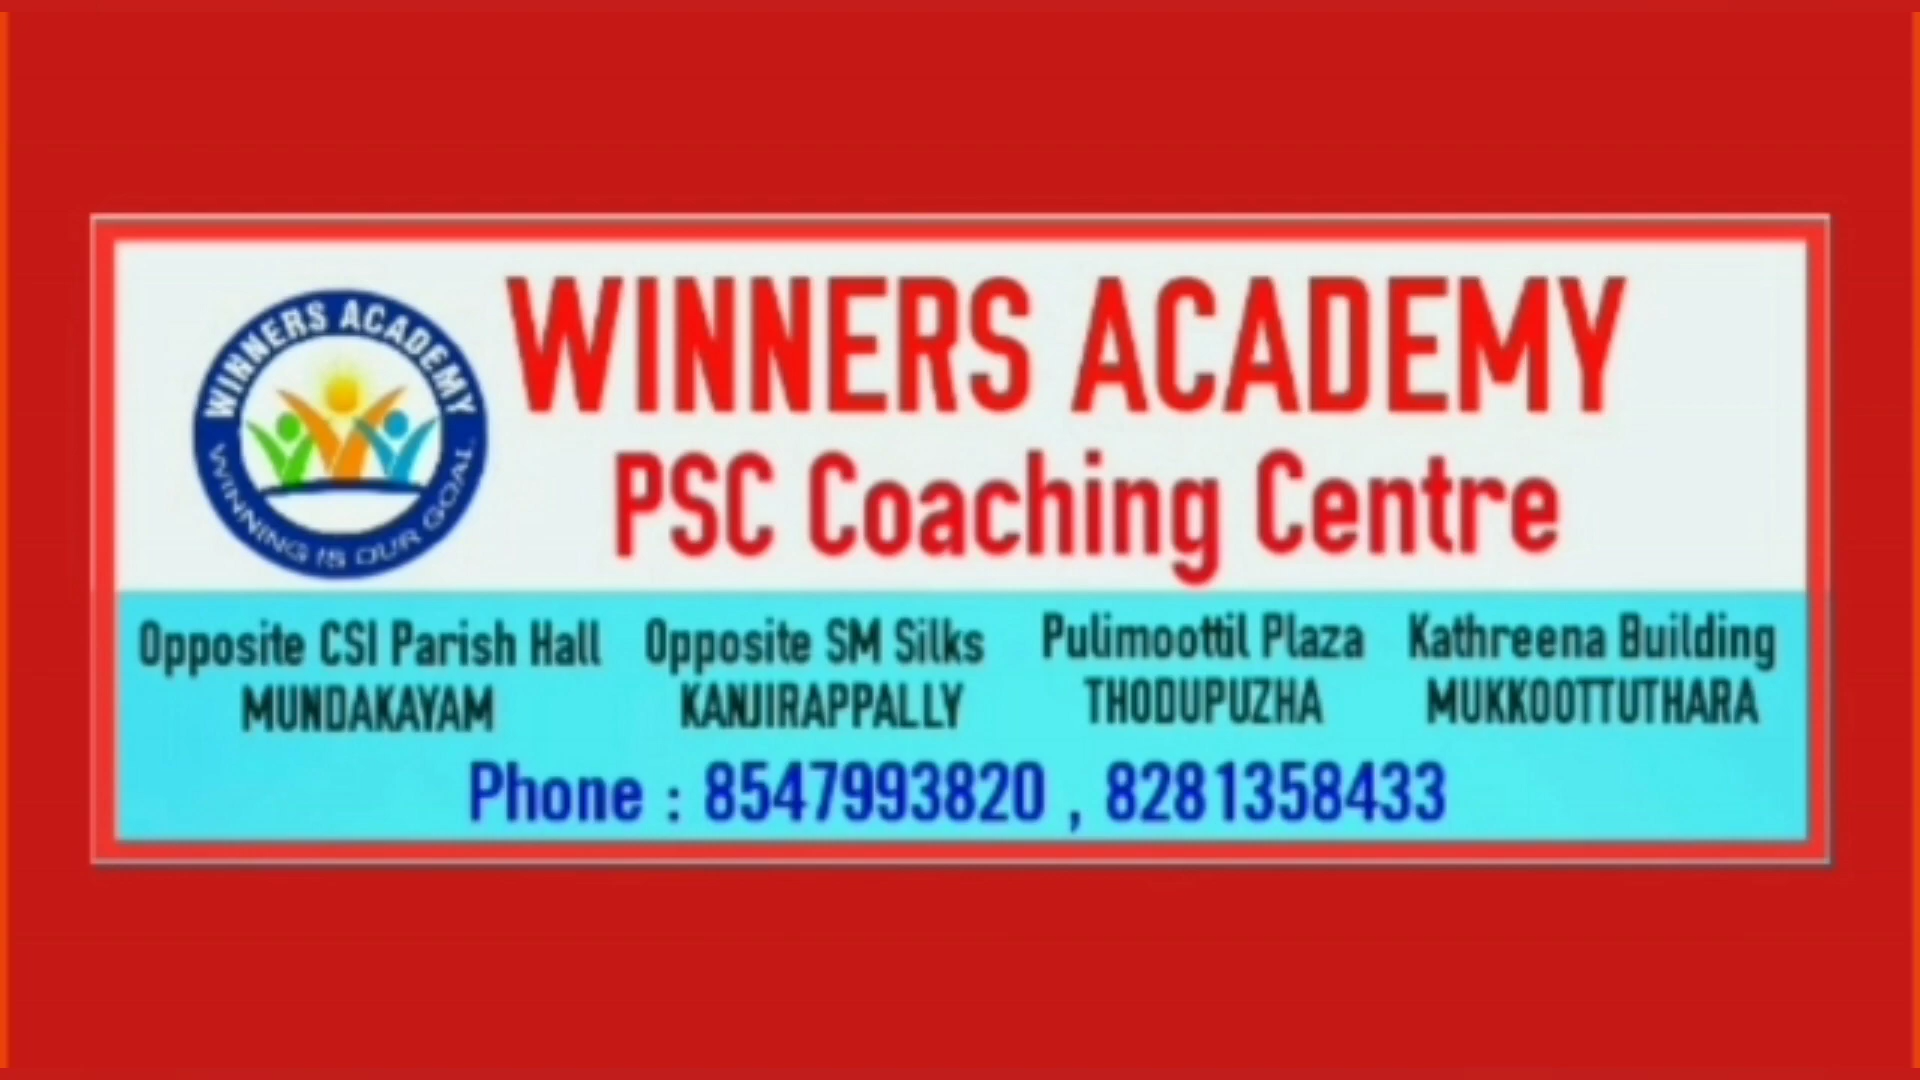 WINNERS ACADEMY
WINNING IS OUR GOAL
WINNERS ACADEMY
PSC Coaching Centre
Opposite CSI Parish Hall
MUNDAKAYAM
Opposite SM Silks
KANJIRAPPALLY
Pulimoottil Plaza
THODUPUZHA
Kathreena Building
MUKKOOTTUTHARA
Phone : 8547993820 , 8281358433